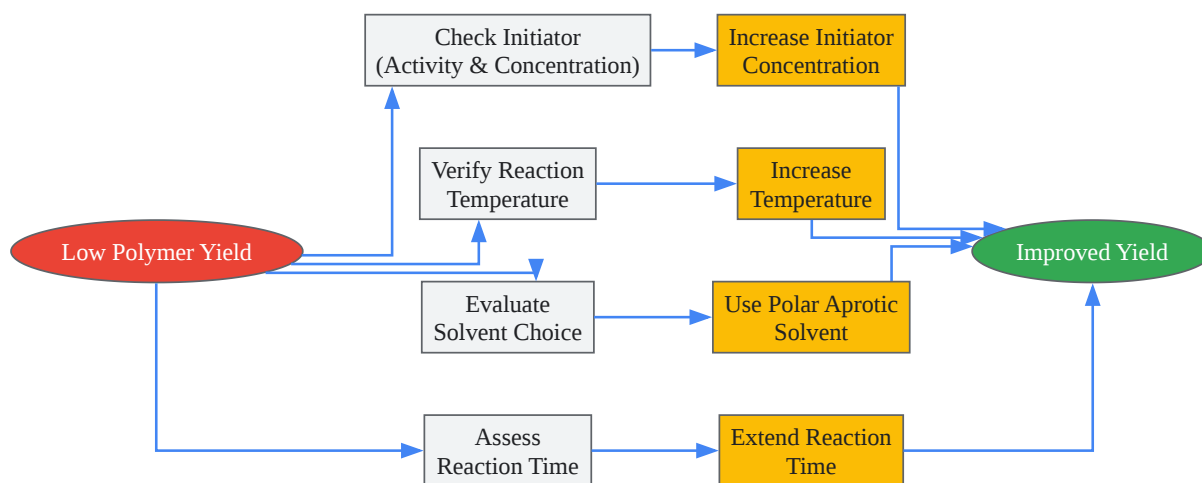 Check Initiator
(Activity & Concentration)
Increase Initiator
Concentration
Verify Reaction
Temperature
Increase
Temperature
Low Polymer Yield
Improved Yield
Evaluate
Solvent Choice
Use Polar Aprotic
Solvent
Assess
Reaction Time
Extend Reaction
Time